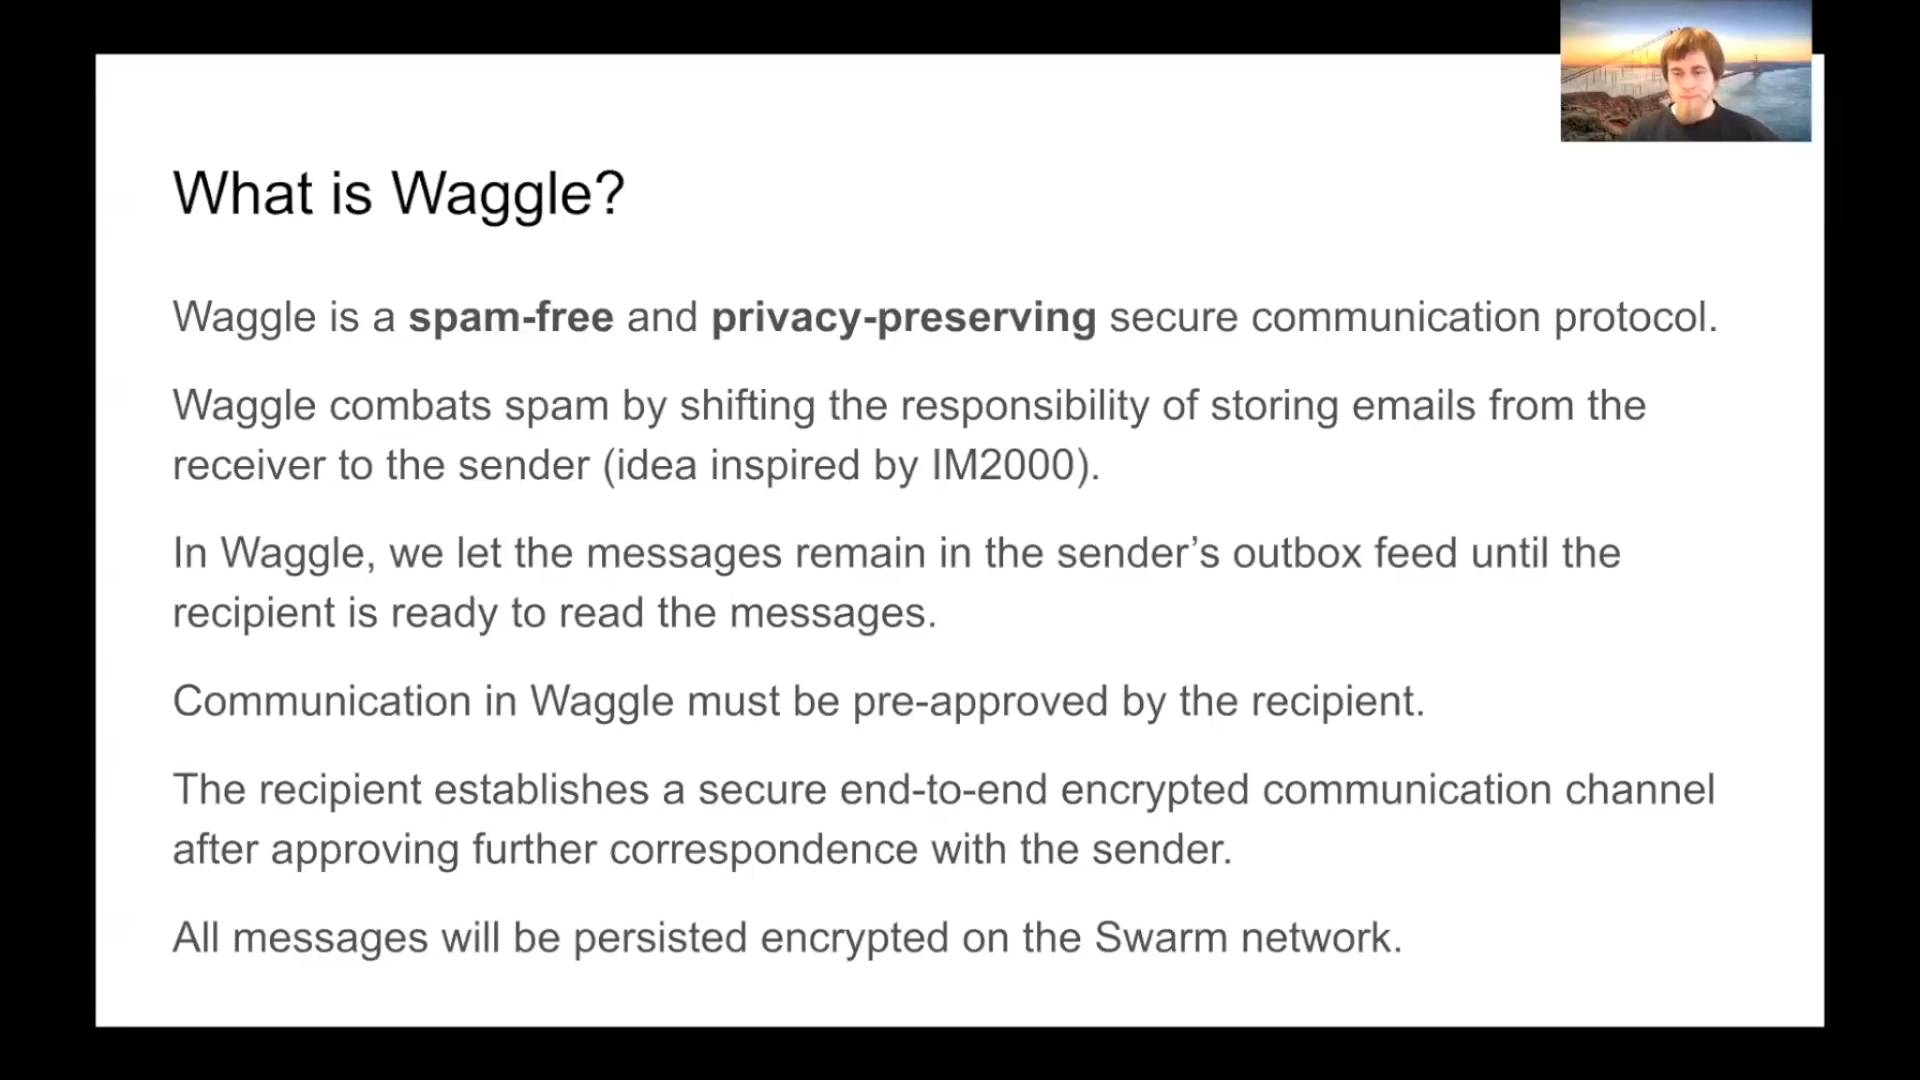 What is Waggle?
Waggle is a spam-free and privacy-preserving secure communication protocol.
Waggle combats spam by shifting the responsibility of storing emails from the
receiver to the sender (idea inspired by IM2000).
In Waggle, we let the messages remain in the sender’s outbox feed until the
recipient is ready to read the messages.
Communication in Waggle must be pre-approved by the recipient.
The recipient establishes a secure end-to-end encrypted communication channel
after approving further correspondence with the sender.
All messages will be persisted encrypted on the Swarm network.